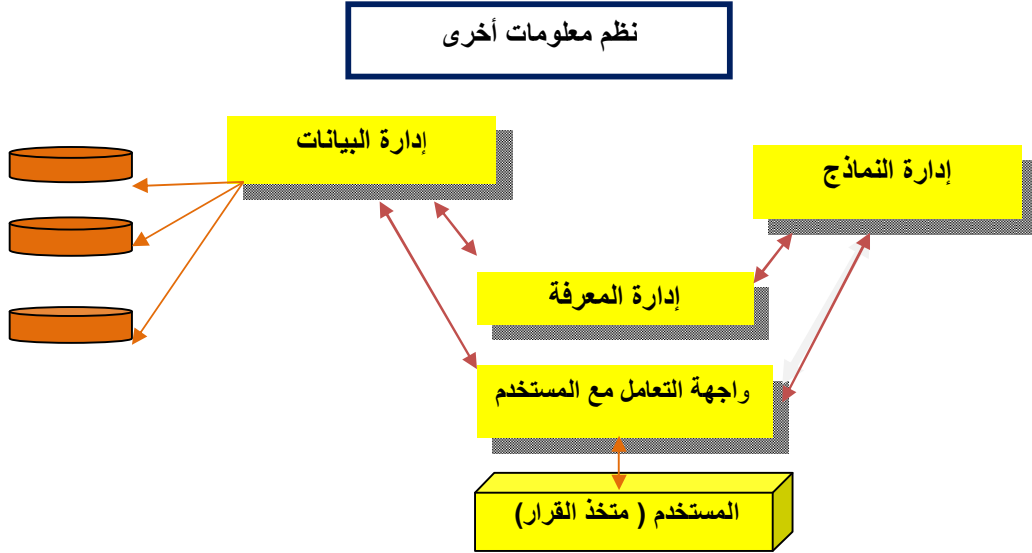 نظم معلومات أخرى
إدارة البيانات
إدارة النماذج
إدارة المعرفة
واجهة التعامل مع المستخدم
المستخدم ( متخذ القرار)